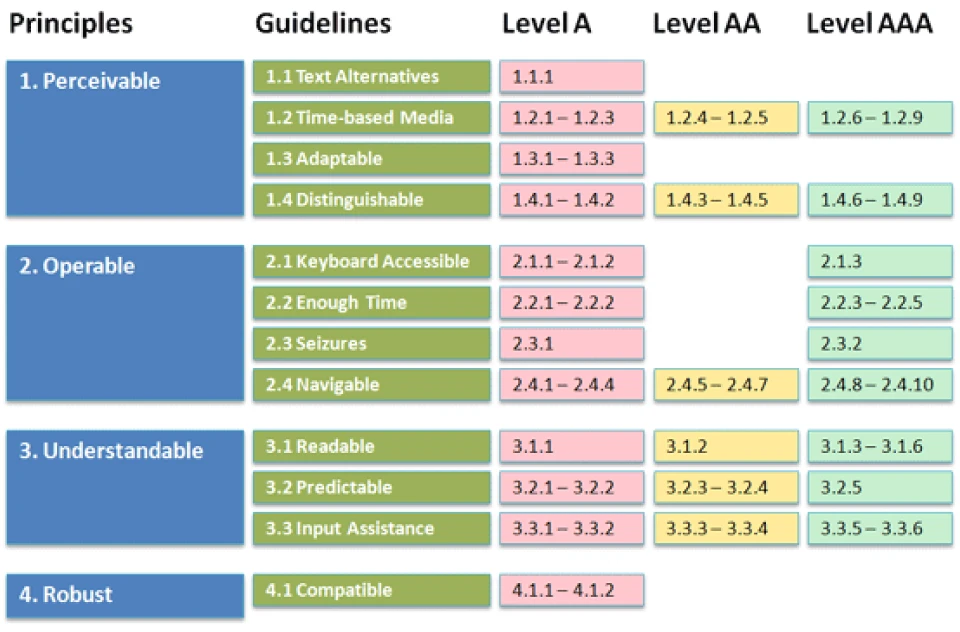 Principles Guidelines Level A Level AA Level AAA
1. Perceivable 1.1 Text Alternatives 1.1.1
1.2 Time-based Media 1.2.1 – 1.2.3 1.2.4 – 1.2.5 1.2.6 – 1.2.9
1.3 Adaptable 1.3.1 – 1.3.3
1.4 Distinguishable 1.4.1 – 1.4.2 1.4.3 – 1.4.5 1.4.6 – 1.4.9
2. Operable 2.1 Keyboard Accessible 2.1.1 – 2.1.2 2.1.3
2.2 Enough Time 2.2.1 – 2.2.2 2.2.3 – 2.2.5
2.3 Seizures 2.3.1 2.3.2
2.4 Navigable 2.4.1 – 2.4.4 2.4.5 – 2.4.7 2.4.8 – 2.4.10
3. Understandable 3.1 Readable 3.1.1 3.1.2 3.1.3 – 3.1.6
3.2 Predictable 3.2.1 – 3.2.2 3.2.3 – 3.2.4 3.2.5
3.3 Input Assistance 3.3.1 – 3.3.2 3.3.3 – 3.3.4 3.3.5 – 3.3.6
4. Robust 4.1 Compatible 4.1.1 – 4.1.2